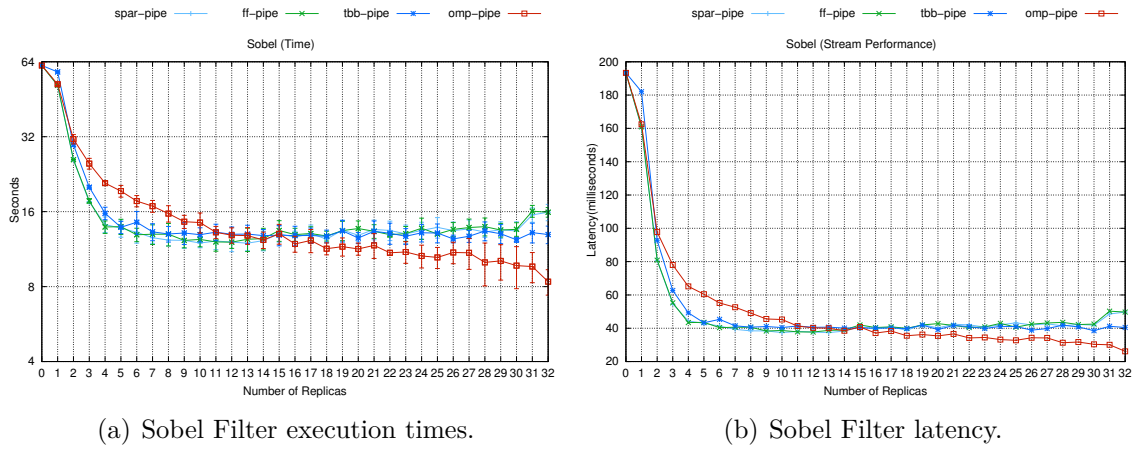 spar-pipe ff-pipe tbb-pipe omp-pipe
Sobel (Time)
64
32
16
8
4
Seconds
0 1 2 3 4 5 6 7 8 9 10 11 12 13 14 15 16 17 18 19 20 21 22 23 24 25 26 27 28 29 30 31 32
Number of Replicas
(a) Sobel Filter execution times.
spar-pipe ff-pipe tbb-pipe omp-pipe
Sobel (Stream Performance)
200
180
160
140
120
100
80
60
40
20
Latency(milliseconds)
0 1 2 3 4 5 6 7 8 9 10 11 12 13 14 15 16 17 18 19 20 21 22 23 24 25 26 27 28 29 30 31 32
Number of Replicas
(b) Sobel Filter latency.